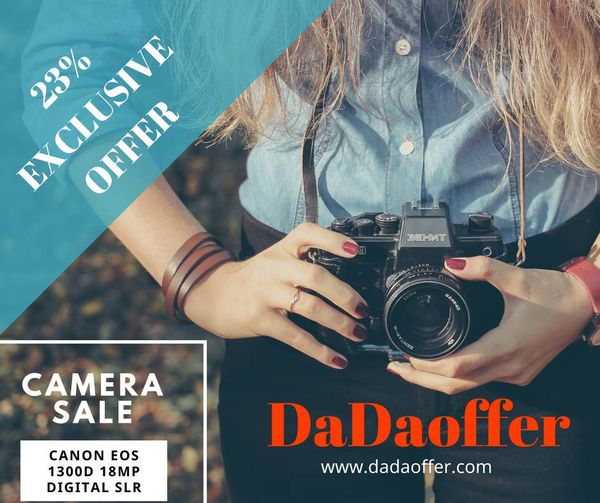 23%
EXCLUSIVE
OFFER
ЗЕНИТ
CAMERA
SALE
CANON EOS
1300D 18MP
DIGITAL SLR
DaDaoffer
www.dadaoffer.com